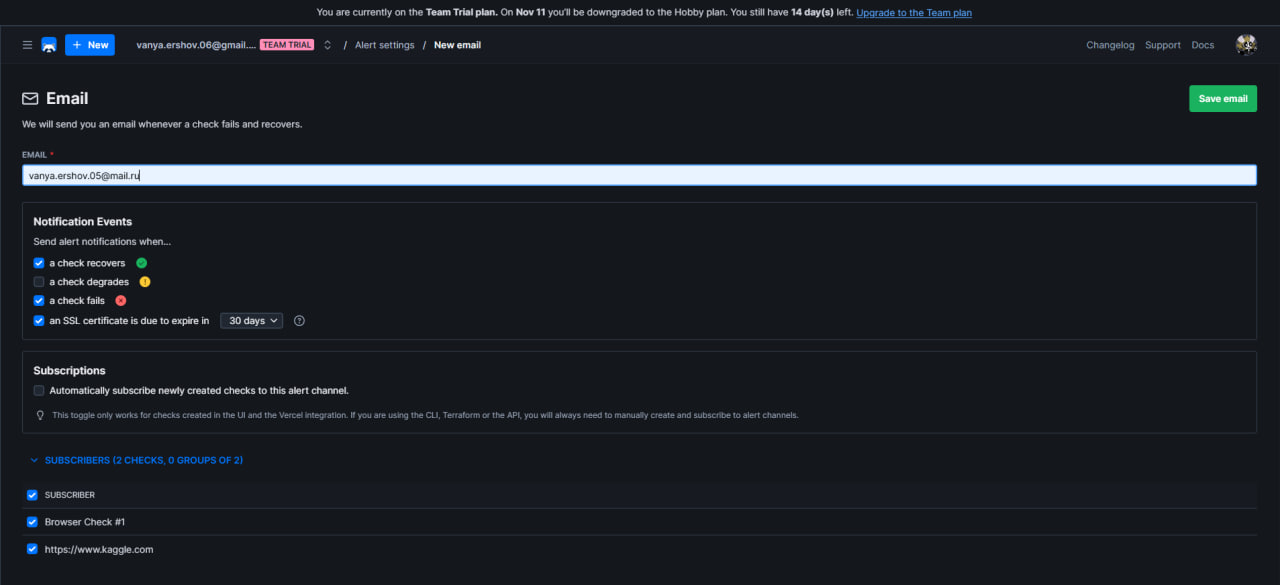 You are currently on the Team Trial plan. On Nov 11 you'll be downgraded to the Hobby plan. You still have 14 day(s) left. Upgrade to the Team plan
+ New vanya.ershov.06@gmail.... TEAM TRIAL / Alert settings / New email Changelog Support Docs
Email Save email
We will send you an email whenever a check fails and recovers.
EMAIL *
vanya.ershov.05@mail.ru
Notification Events
Send alert notifications when...
a check recovers
a check degrades
a check fails
an SSL certificate is due to expire in 30 days
Subscriptions
Automatically subscribe newly created checks to this alert channel.
This toggle only works for checks created in the UI and the Vercel integration. If you are using the CLI, Terraform or the API, you will always need to manually create and subscribe to alert channels.
SUBSCRIBERS (2 CHECKS, 0 GROUPS OF 2)
SUBSCRIBER
Browser Check #1
https://www.kaggle.com